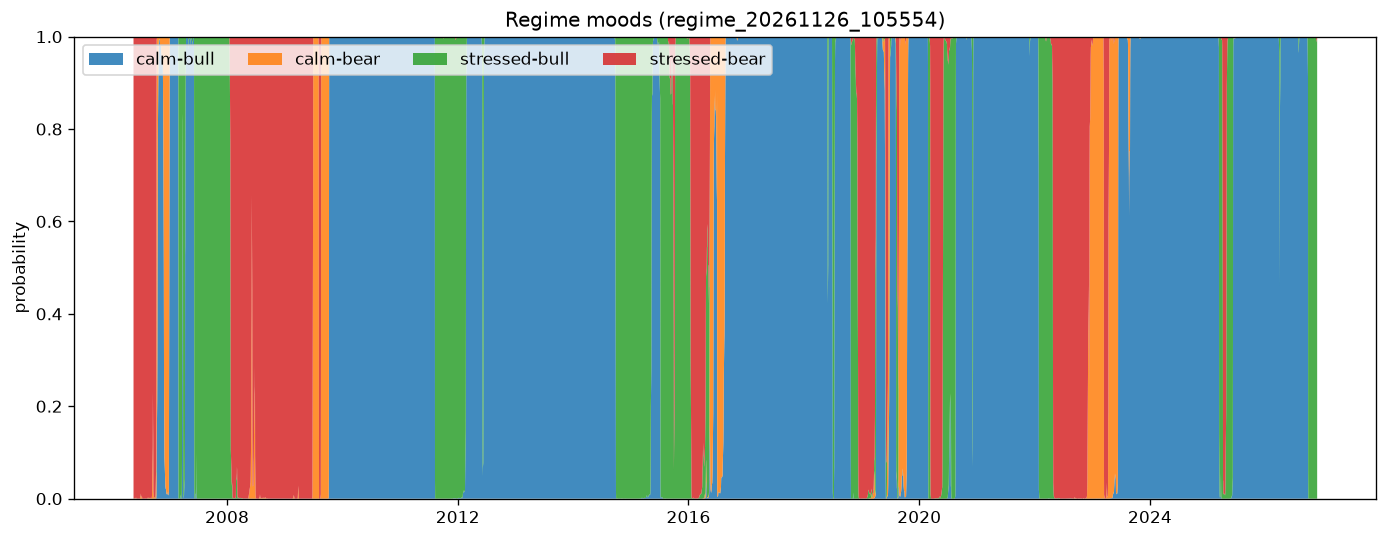 Regime moods (regime_20261126_105554)
calm-bull calm-bear stressed-bull stressed-bear
probability
1.0
0.8
0.6
0.4
0.2
0.0
2008 2012 2016 2020 2024